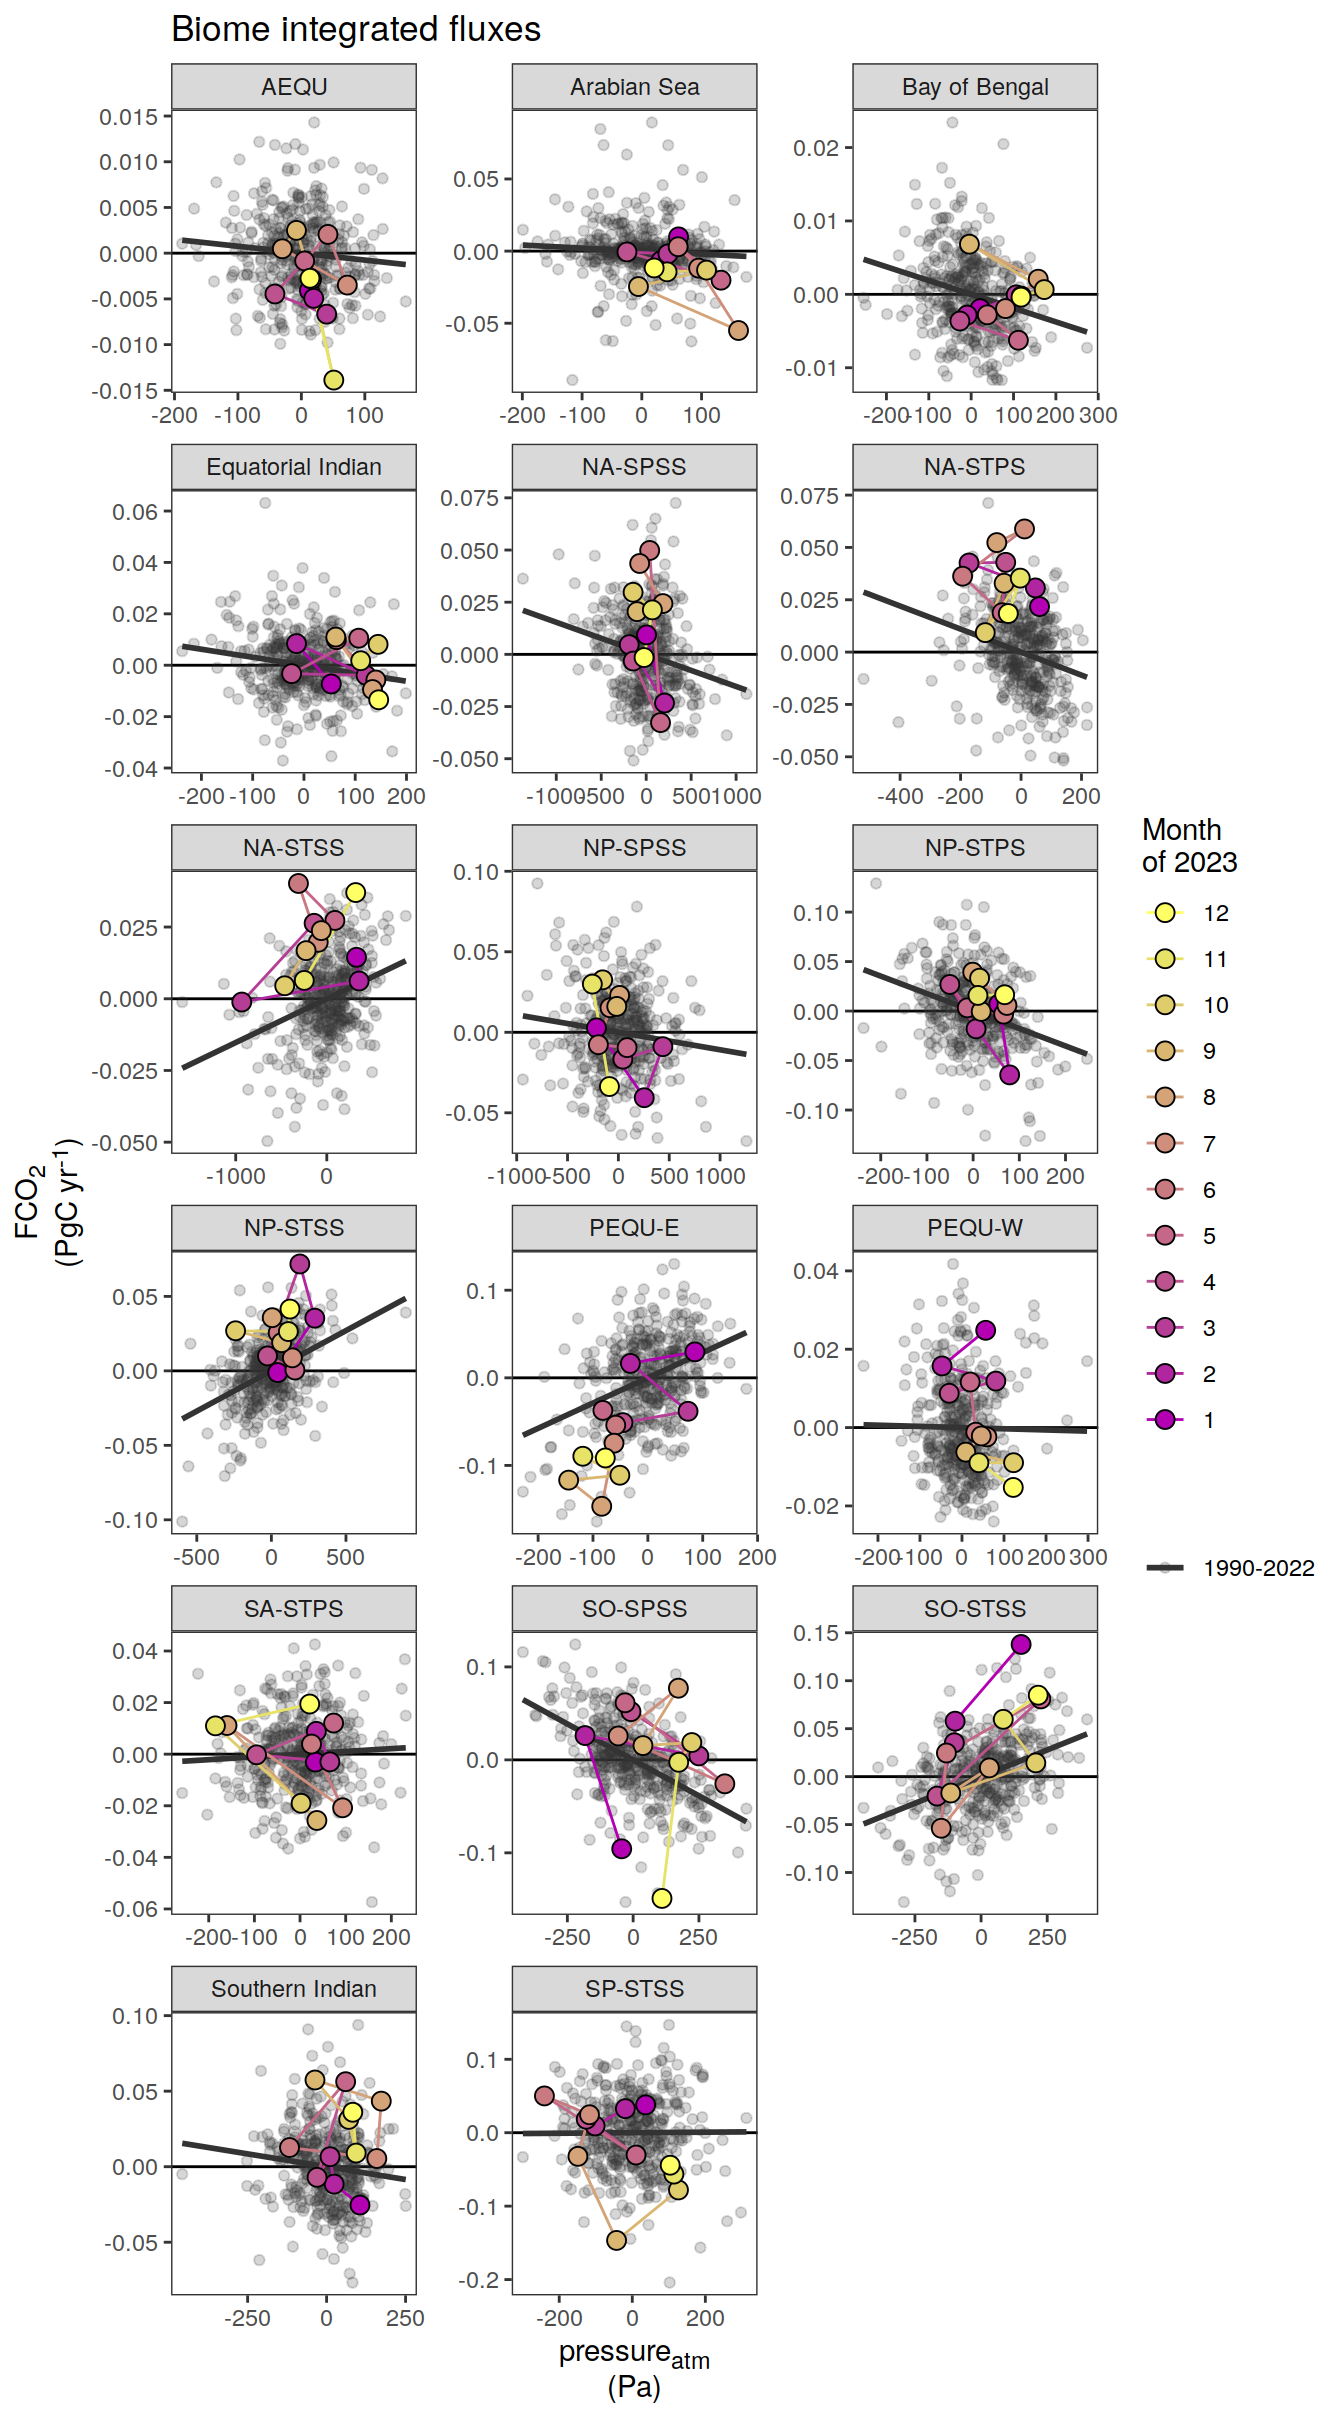 Biome integrated fluxes
AEQU
Arabian Sea
Bay of Bengal
0.015
0.010
0.005
0.000
-0.005
-0.010
-0.015
0.05
0.00
-0.05
0.02
0.01
0.00
-0.01
-200 -100 0 100
-200 -100 0 100
-200 -100 0 100 200 300
Equatorial Indian
NA-SPSS
NA-STPS
0.06
0.04
0.02
0.00
-0.02
-0.04
0.075
0.050
0.025
0.000
-0.025
-0.050
0.075
0.050
0.025
0.000
-0.025
-0.050
-200 -100 0 100 200
-1000 -500 0 500 1000
-400 -200 0 200
NA-STSS
NP-SPSS
NP-STPS
0.025
0.000
-0.025
-0.050
0.10
0.05
0.00
-0.05
0.10
0.05
0.00
-0.05
-0.10
-1000 0
-1000 -500 0 500 1000
-200 -100 0 100 200
NP-STSS
PEQU-E
PEQU-W
0.05
0.00
-0.05
-0.10
0.1
0.0
-0.1
0.04
0.02
0.00
-0.02
-500 0 500
-200 -100 0 100 200
-200 -100 0 100 200 300
SA-STPS
SO-SPSS
SO-STSS
0.04
0.02
0.00
-0.02
-0.04
-0.06
0.1
0.0
-0.1
0.15
0.10
0.05
0.00
-0.05
-0.10
-200 -100 0 100 200
-250 0 250
-250 0 250
Southern Indian
SP-STSS
0.10
0.05
0.00
-0.05
0.1
0.0
-0.1
-0.2
-250 0 250
-200 0 200
FCO₂
(PgC yr⁻¹)
pressureatm
(Pa)
Month
of 2023
12
11
10
9
8
7
6
5
4
3
2
1
1990-2022